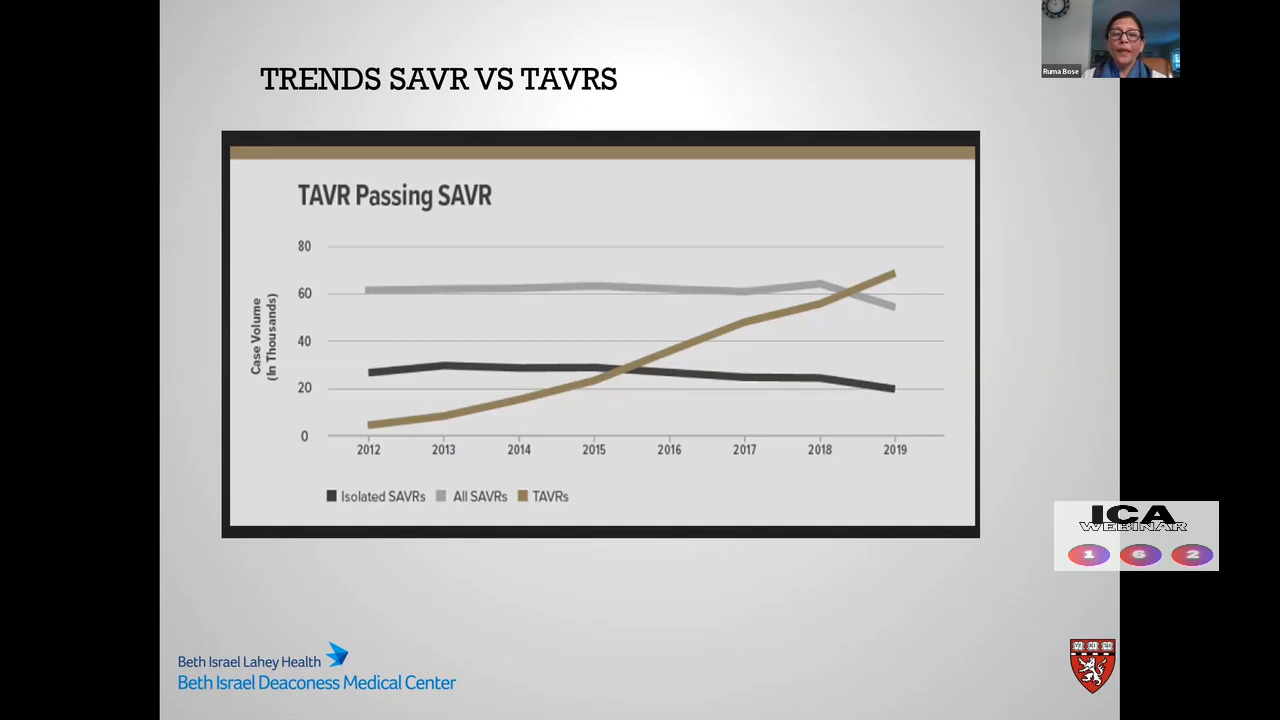 Ruma Bose
TRENDS SAVR VS TAVRS
TAVR Passing SAVR
Case Volume
(In Thousands)
80
60
40
20
0
2012 2013 2014 2015 2016 2017 2018 2019
Isolated SAVRs All SAVRs TAVRs
ICA
WEBINAR
1 6 2
Beth Israel Lahey Health
Beth Israel Deaconess Medical Center